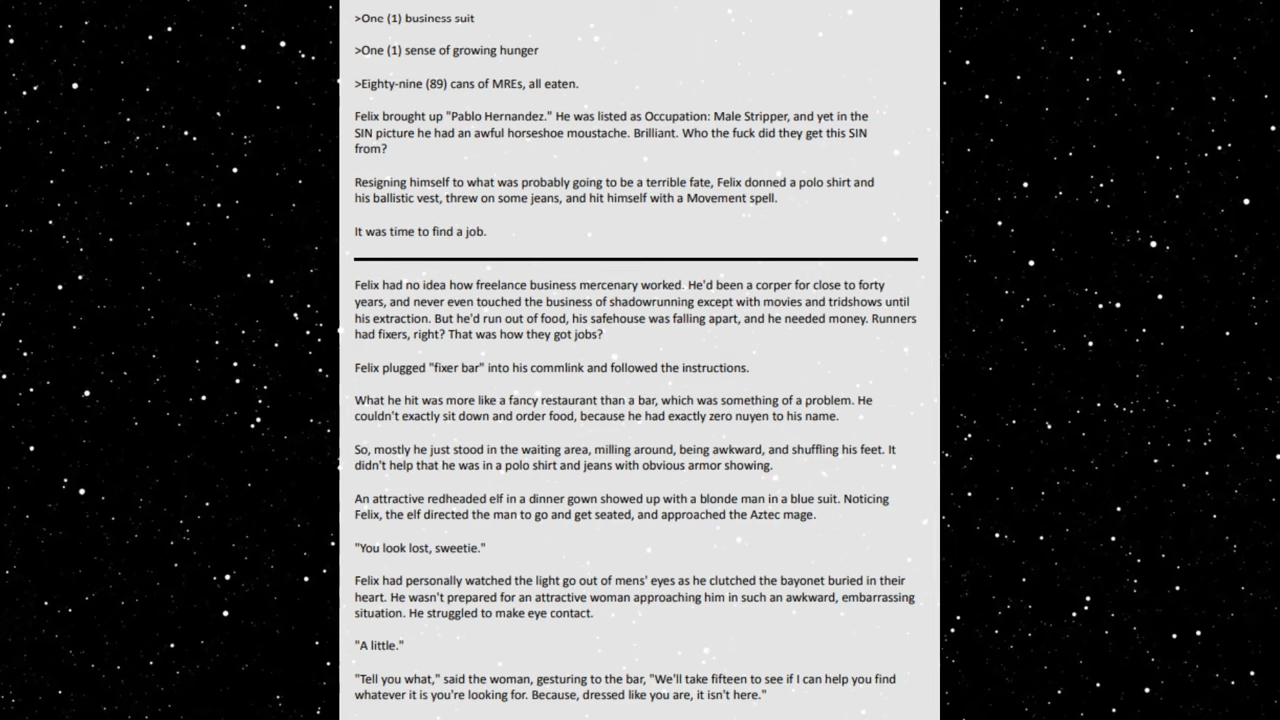 >One (1) business suit
>One (1) sense of growing hunger
>Eighty-nine (89) cans of MREs, all eaten.
Felix brought up "Pablo Hernandez." He was listed as Occupation: Male Stripper, and yet in the
SIN picture he had an awful horseshoe moustache. Brilliant. Who the fuck did they get this SIN
from?
Resigning himself to what was probably going to be a terrible fate, Felix donned a polo shirt and
his ballistic vest, threw on some jeans, and hit himself with a Movement spell.
It was time to find a job.
Felix had no idea how freelance business mercenary worked. He'd been a corper for close to forty
years, and never even touched the business of shadowrunning except with movies and tridshows until
his extraction. But he'd run out of food, his safehouse was falling apart, and he needed money. Runners
had fixers, right? That was how they got jobs?
Felix plugged "fixer bar" into his commlink and followed the instructions.
What he hit was more like a fancy restaurant than a bar, which was something of a problem. He
couldn't exactly sit down and order food, because he had exactly zero nuyen to his name.
So, mostly he just stood in the waiting area, milling around, being awkward, and shuffling his feet. It
didn't help that he was in a polo shirt and jeans with obvious armor showing.
An attractive redheaded elf in a dinner gown showed up with a blonde man in a blue suit. Noticing
Felix, the elf directed the man to go and get seated, and approached the Aztec mage.
"You look lost, sweetie."
Felix had personally watched the light go out of mens' eyes as he clutched the bayonet buried in their
heart. He wasn't prepared for an attractive woman approaching him in such an awkward, embarrassing
situation. He struggled to make eye contact.
"A little."
"Tell you what," said the woman, gesturing to the bar, "We'll take fifteen to see if I can help you find
whatever it is you're looking for. Because, dressed like you are, it isn't here."